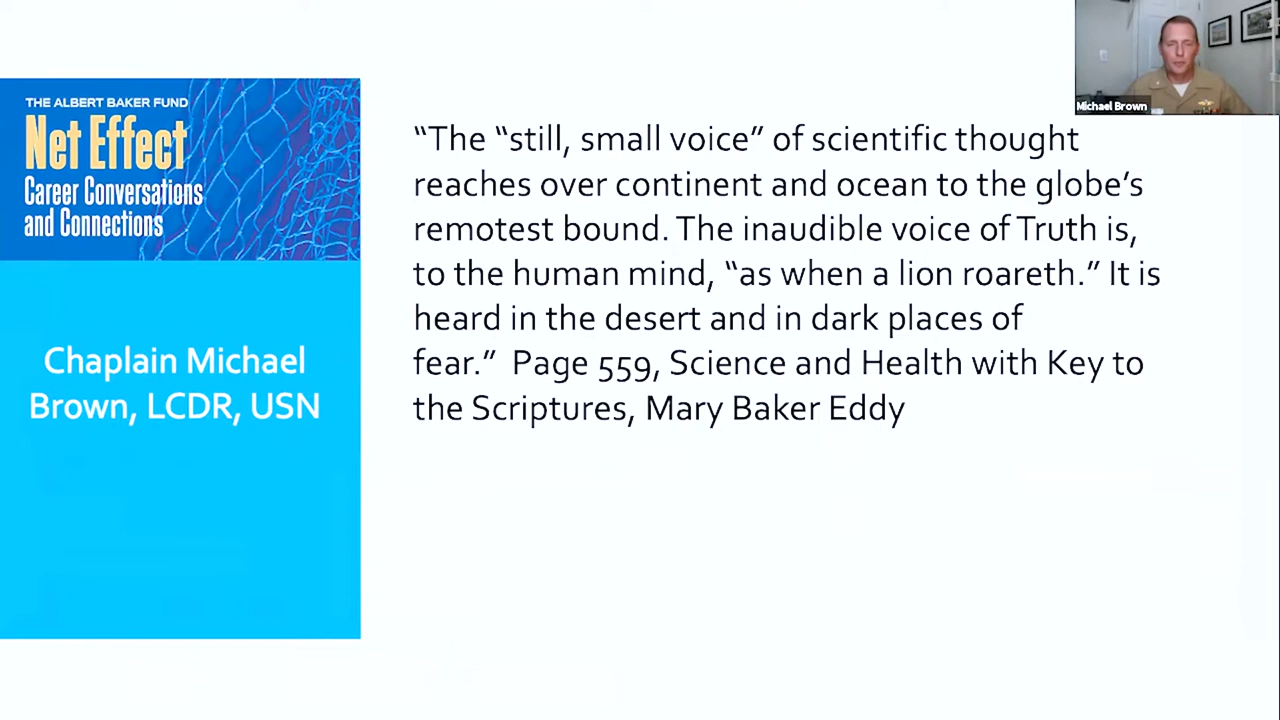 Michael Brown
THE ALBERT BAKER FUND
Net Effect
Career Conversations
and Connections
Chaplain Michael
Brown, LCDR, USN
“The “still, small voice” of scientific thought
reaches over continent and ocean to the globe’s
remotest bound. The inaudible voice of Truth is,
to the human mind, “as when a lion roareth.” It is
heard in the desert and in dark places of
fear.”  Page 559, Science and Health with Key to
the Scriptures, Mary Baker Eddy